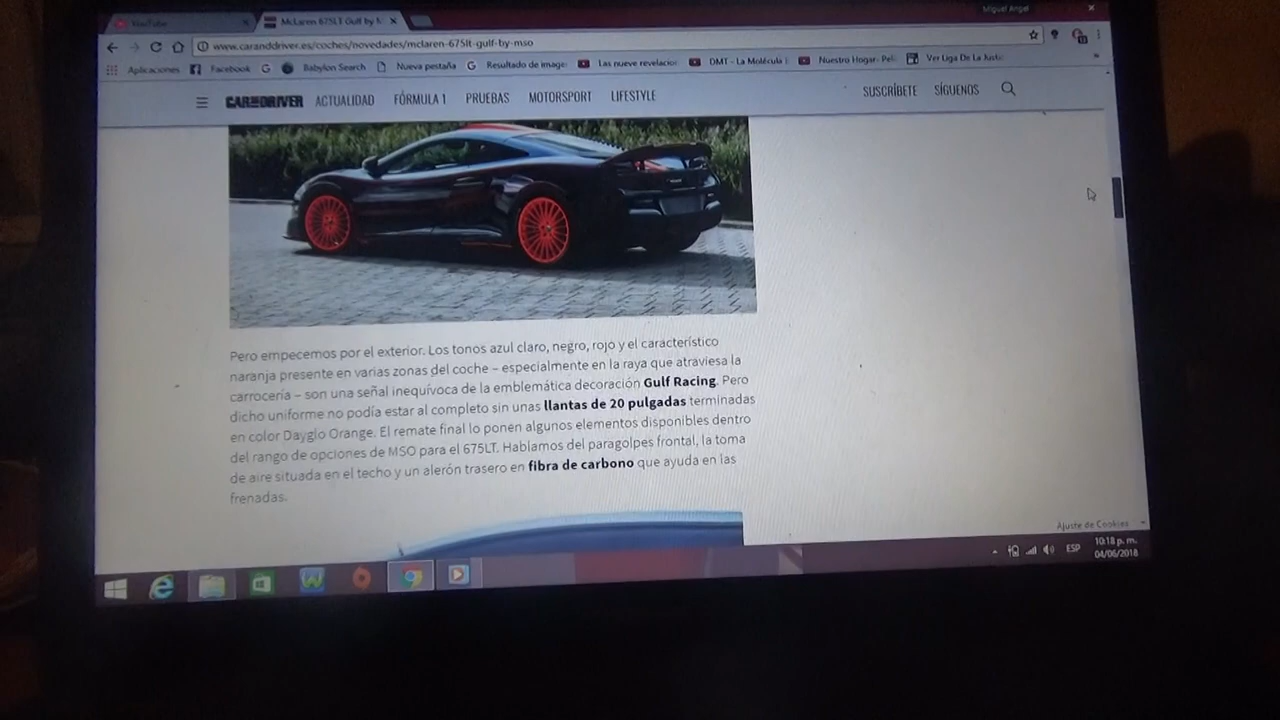 YouTube
McLaren 675LT Gulf by M
Miguel Angel
www.caranddriver.es/coches/novedades/mclaren-675lt-gulf-by-mso
Aplicaciones Facebook Babylon Search Nueva pestaña Resultado de image Las nueve revelacior DMT - La Molécula Nuestro Hogar- Pel Ver Liga De La Justi
CAR AND DRIVER ACTUALIDAD FÓRMULA 1 PRUEBAS MOTORSPORT LIFESTYLE SUSCRÍBETE SÍGUENOS
Pero empecemos por el exterior. Los tonos azul claro, negro, rojo y el característico
naranja presente en varias zonas del coche – especialmente en la raya que atraviesa la
carrocería – son una señal inequívoca de la emblemática decoración Gulf Racing. Pero
dicho uniforme no podía estar al completo sin unas llantas de 20 pulgadas terminadas
en color Dayglo Orange. El remate final lo ponen algunos elementos disponibles dentro
del rango de opciones de MSO para el 675LT. Hablamos del paragolpes frontal, la toma
de aire situada en el techo y un alerón trasero en fibra de carbono que ayuda en las
frenadas.
Ajuste de Cookies
ESP
10:18 p. m.
04/06/2018